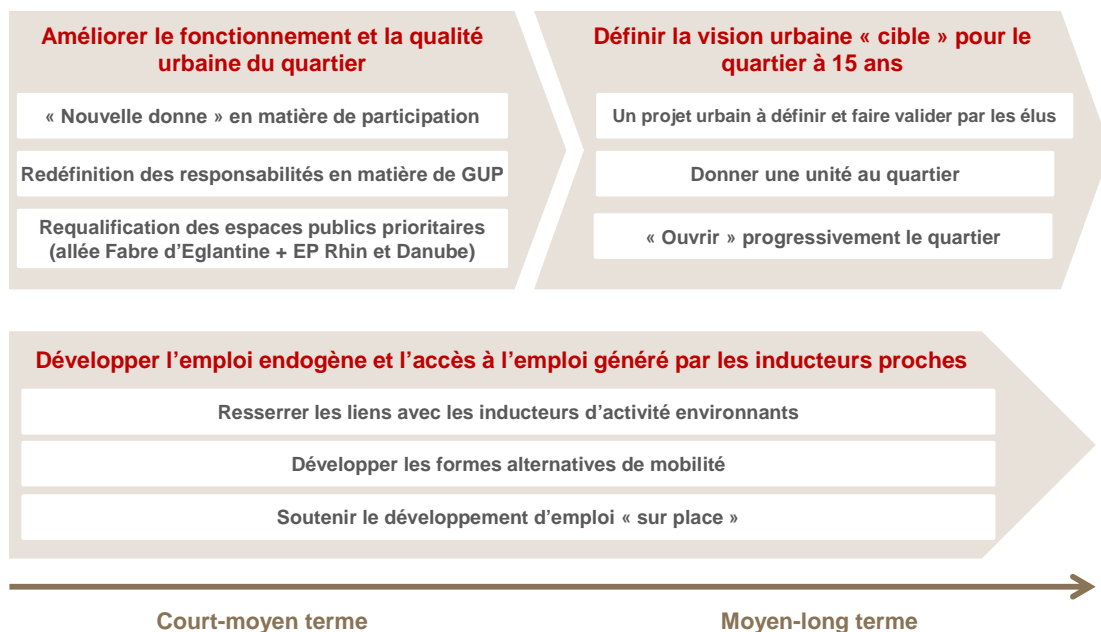 Améliorer le fonctionnement et la qualité
urbaine du quartier
« Nouvelle donne » en matière de participation
Redéfinition des responsabilités en matière de GUP
Requalification des espaces publics prioritaires
(allée Fabre d’Eglantine + EP Rhin et Danube)
Définir la vision urbaine « cible » pour le
quartier à 15 ans
Un projet urbain à définir et faire valider par les élus
Donner une unité au quartier
« Ouvrir » progressivement le quartier
Développer l’emploi endogène et l’accès à l’emploi généré par les inducteurs proches
Resserrer les liens avec les inducteurs d’activité environnants
Développer les formes alternatives de mobilité
Soutenir le développement d’emploi « sur place »
Court-moyen terme
Moyen-long terme